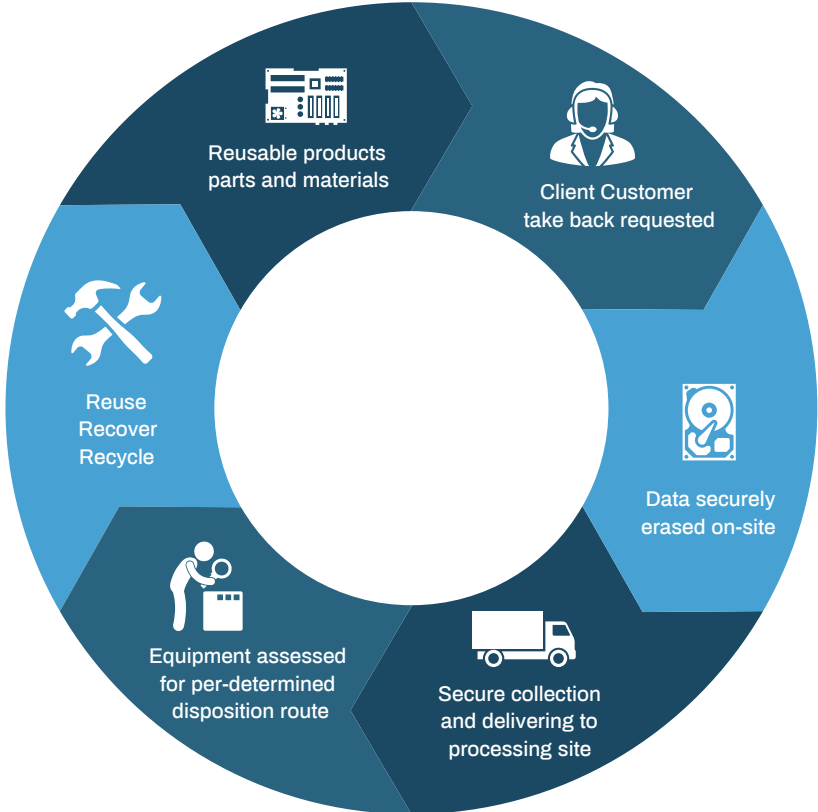 Reusable products
parts and materials
Client Customer
take back requested
Data securely
erased on-site
Secure collection
and delivering to
processing site
Equipment assessed
for per-determined
disposition route
Reuse
Recover
Recycle